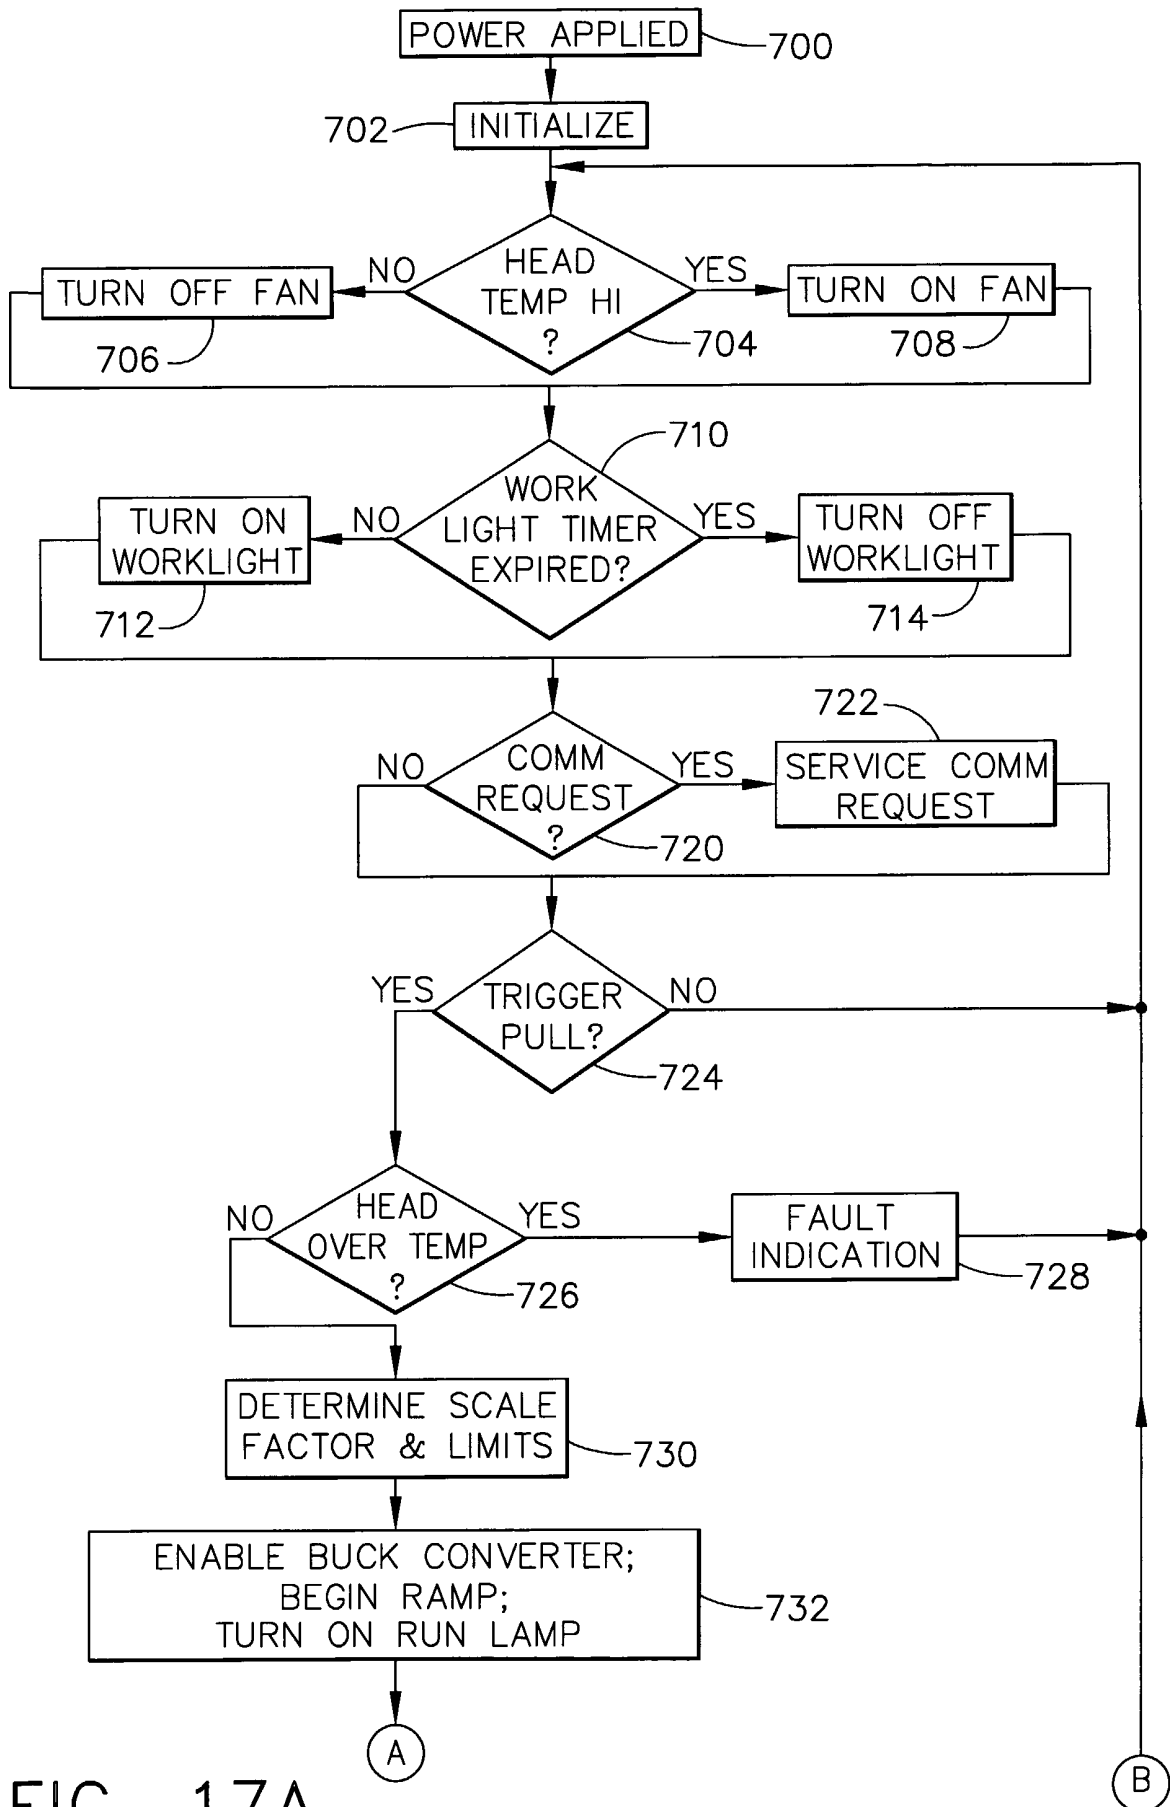 POWER APPLIED
700
702
INITIALIZE
HEAD
TEMP HI
?
NO
YES
TURN OFF FAN
TURN ON FAN
706
704
708
710
WORK
LIGHT TIMER
EXPIRED?
NO
YES
TURN ON
WORKLIGHT
TURN OFF
WORKLIGHT
712
714
722
COMM
REQUEST
?
NO
YES
SERVICE COMM
REQUEST
720
YES
TRIGGER
PULL?
NO
724
NO
HEAD
OVER TEMP
?
YES
FAULT
INDICATION
726
728
DETERMINE SCALE
FACTOR & LIMITS
730
ENABLE BUCK CONVERTER;
BEGIN RAMP;
TURN ON RUN LAMP
732
A
B
FIG. 17A